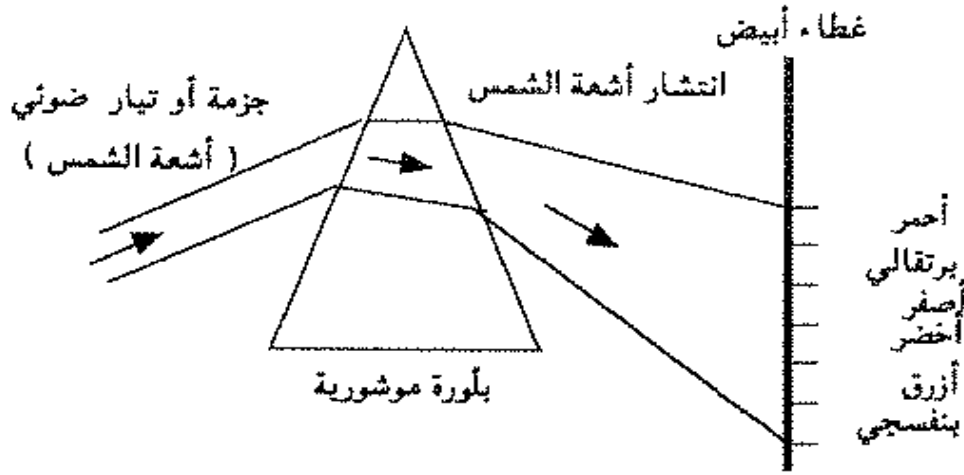 غطاء أبيض
انتشار أشعة الشمس
جزمة أو تيار ضوئي
( أشعة الشمس )
أحمر
برتقالي
أصفر
أخضر
أزرق
بنفسجي
بلورة موشورية